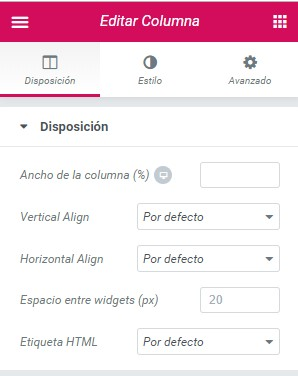 Editar Columna
Disposición Estilo Avanzado
Disposición
Ancho de la columna (%)
Vertical Align Por defecto
Horizontal Align Por defecto
Espacio entre widgets (px) 20
Etiqueta HTML Por defecto